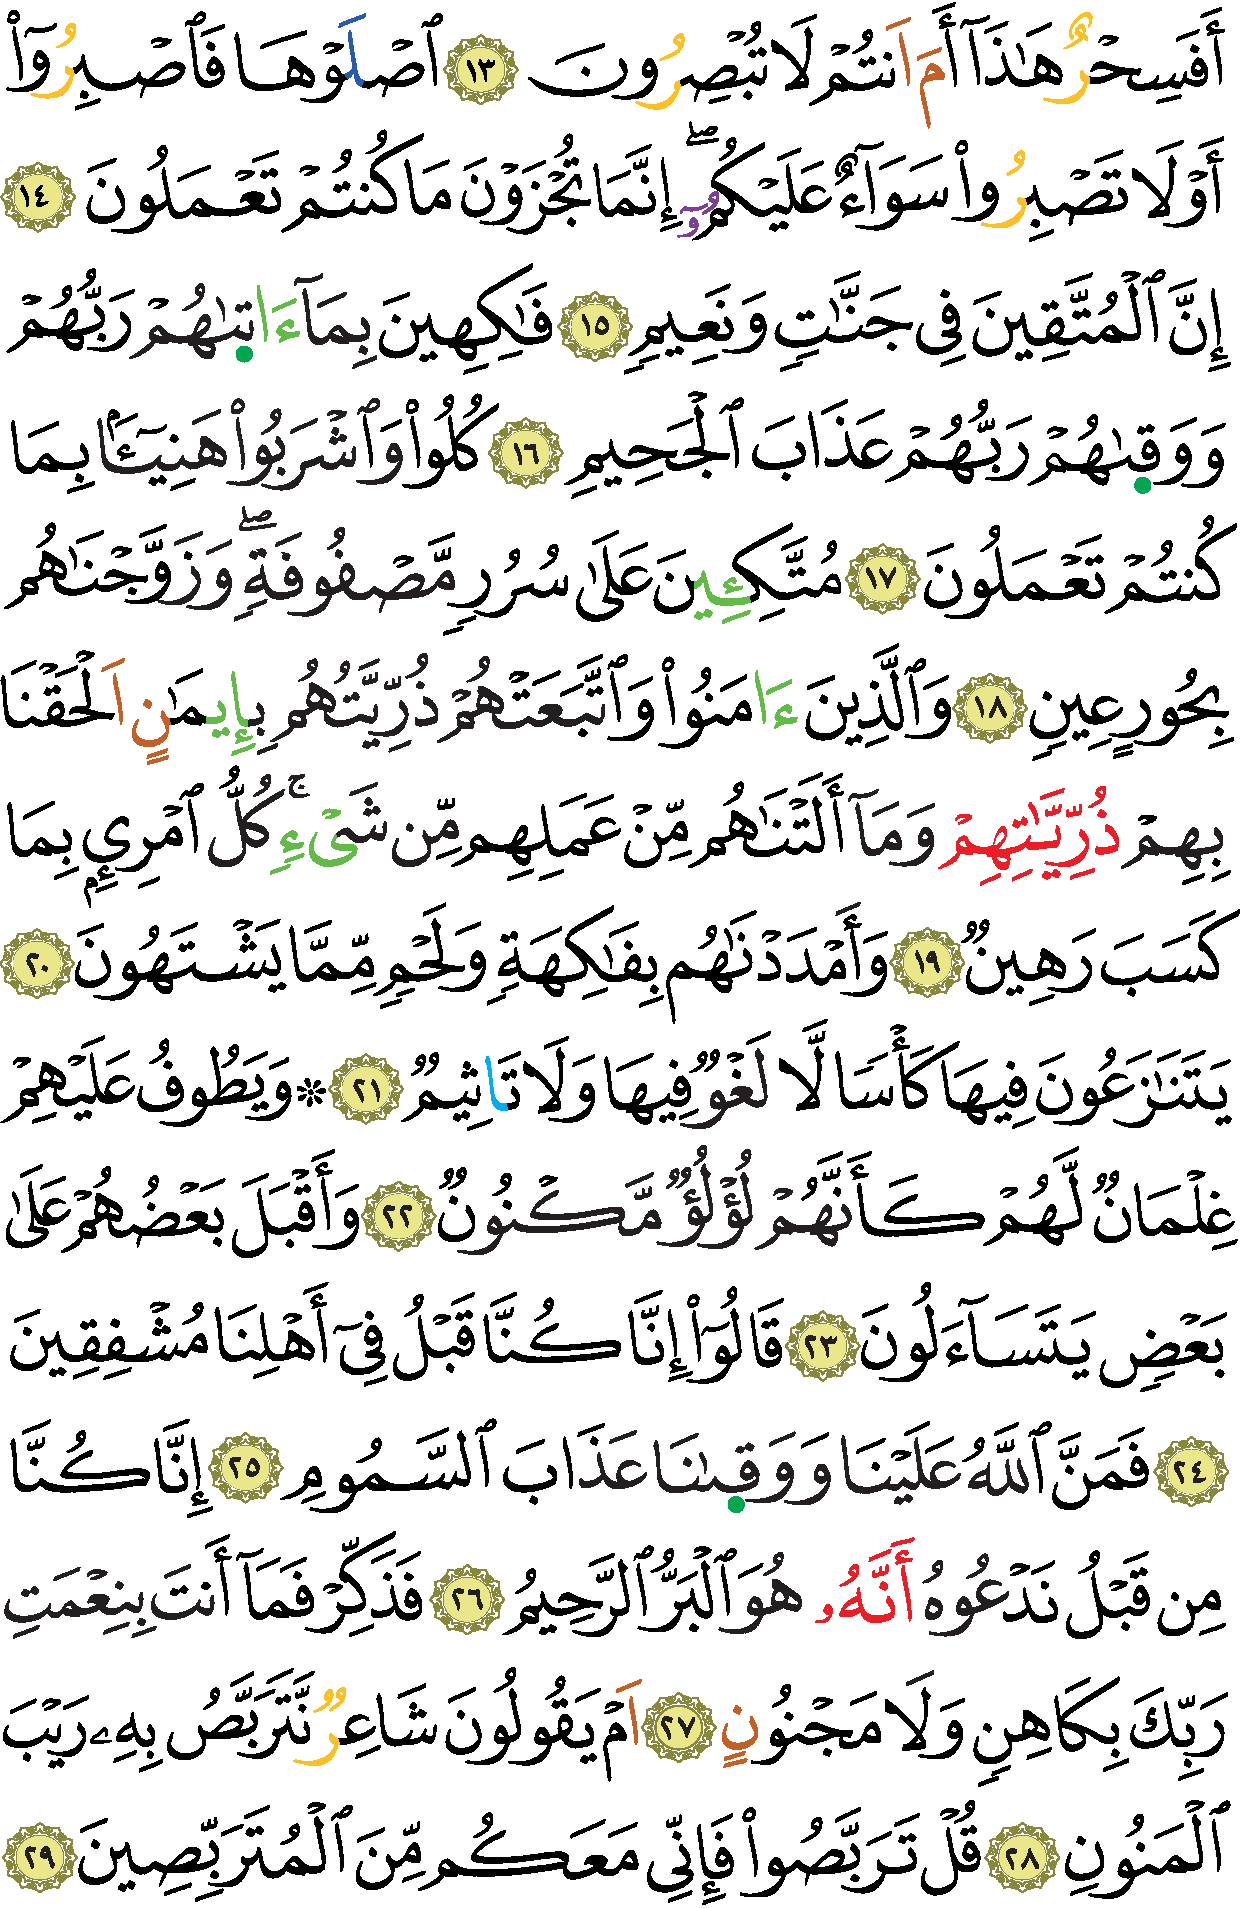 أَفَسِحْرٌ هَٰذَآ أَمَ اَنتُمْ لَا تُبْصِرُونَ ١٣ ٱصْلَوْهَا فَٱصْبِرُوٓاْ
أَوْ لَا تَصْبِرُواْ سَوَآءٌ عَلَيْكُمُۥٓۖ إِنَّمَا تُجْزَوْنَ مَا كُنتُمْ تَعْمَلُونَ ١٤
إِنَّ ٱلْمُتَّقِينَ فِى جَنَّٰتٍ وَنَعِيمٍ ١٥ فَٰكِهِينَ بِمَآ ءَاتٜىٰهُمْ رَبُّهُمْ
وَوَقٜىٰهُمْ رَبُّهُمْ عَذَابَ ٱلْجَحِيمِ ١٦ كُلُواْ وَٱشْرَبُواْ هَنِيٓـَٔۢا بِمَا
كُنتُمْ تَعْمَلُونَ ١٧ مُتَّكِـِٔينَ عَلَىٰ سُرُرٍ مَّصْفُوفَةٍۖ وَزَوَّجْنَٰهُم
بِحُورٍ عِينٍ ١٨ وَٱلَّذِينَ ءَامَنُواْ وَٱتَّبَعَتْهُمْ ذُرِّيَّتُهُم بِإِيمَٰنٍ اَلْحَقْنَا
بِهِمْ ذُرِّيَّٰتِهِمْ وَمَآ أَلَتْنَٰهُم مِّنْ عَمَلِهِم مِّن شَىْءٍۚ كُلُّ ٱمْرِىِٕۢ بِمَا
كَسَبَ رَهِينٌ ١٩ وَأَمْدَدْنَٰهُم بِفَٰكِهَةٍ وَلَحْمٍ مِّمَّا يَشْتَهُونَ ٢٠
يَتَنَٰزَعُونَ فِيهَا كَأْسًا لَّا لَغْوٌ فِيهَا وَلَا تَاثِيمٌ ٢١ ۞ وَيَطُوفُ عَلَيْهِمْ
غِلْمَانٌ لَّهُمْ كَأَنَّهُمْ لُؤْلُؤٌ مَّكْنُونٌ ٢٢ وَأَقْبَلَ بَعْضُهُمْ عَلَىٰ
بَعْضٍ يَتَسَآءَلُونَ ٢٣ قَالُوٓاْ إِنَّا كُنَّا قَبْلُ فِىٓ أَهْلِنَا مُشْفِقِينَ
٢٤ فَمَنَّ ٱللَّهُ عَلَيْنَا وَوَقٜىٰنَا عَذَابَ ٱلسَّمُومِ ٢٥ إِنَّا كُنَّا
مِن قَبْلُ نَدْعُوهُ أَنَّهُۥ هُوَ ٱلْبَرُّ ٱلرَّحِيمُ ٢٦ فَذَكِّرْ فَمَآ أَنتَ بِنِعْمَتِ
رَبِّكَ بِكَاهِنٍ وَلَا مَجْنُونٍ ٢٧ اَمْ يَقُولُونَ شَاعِرٌ نَّتَرَبَّصُ بِهِۦ رَيْبَ
ٱلْمَنُونِ ٢٨ قُلْ تَرَبَّصُواْ فَإِنِّى مَعَكُم مِّنَ ٱلْمُتَرَبِّصِينَ ٢٩